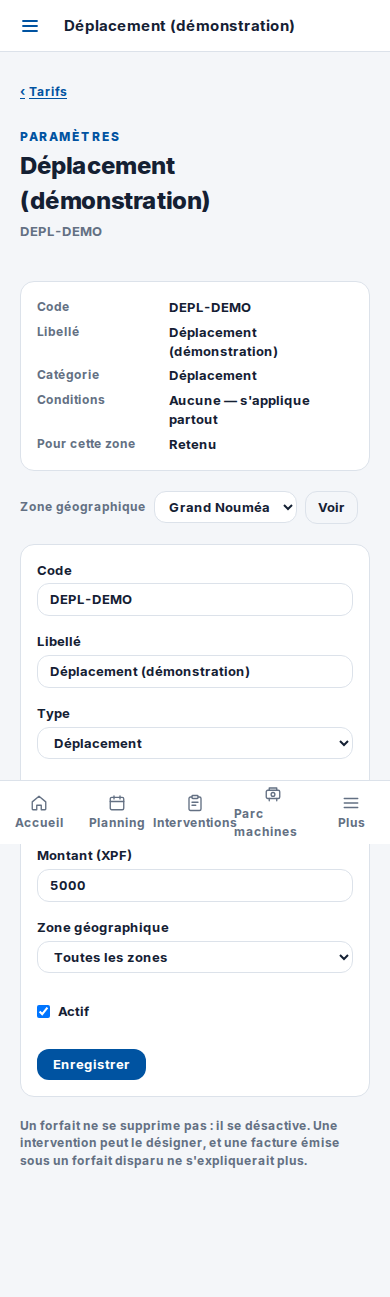 Déplacement (démonstration)
‹ Tarifs
PARAMÈTRES
Déplacement
(démonstration)
DEPL-DEMO
Code DEPL-DEMO
Libellé Déplacement
(démonstration)
Catégorie Déplacement
Conditions Aucune — s'applique
partout
Pour cette zone Retenu
Zone géographique Grand Nouméa Voir
Code
DEPL-DEMO
Libellé
Déplacement (démonstration)
Type
Déplacement
Accueil Planning Interventions Parc
machines Plus
Montant (XPF)
5000
Zone géographique
Toutes les zones
Actif
Enregistrer
Un forfait ne se supprime pas : il se désactive. Une
intervention peut le désigner, et une facture émise
sous un forfait disparu ne s'expliquerait plus.